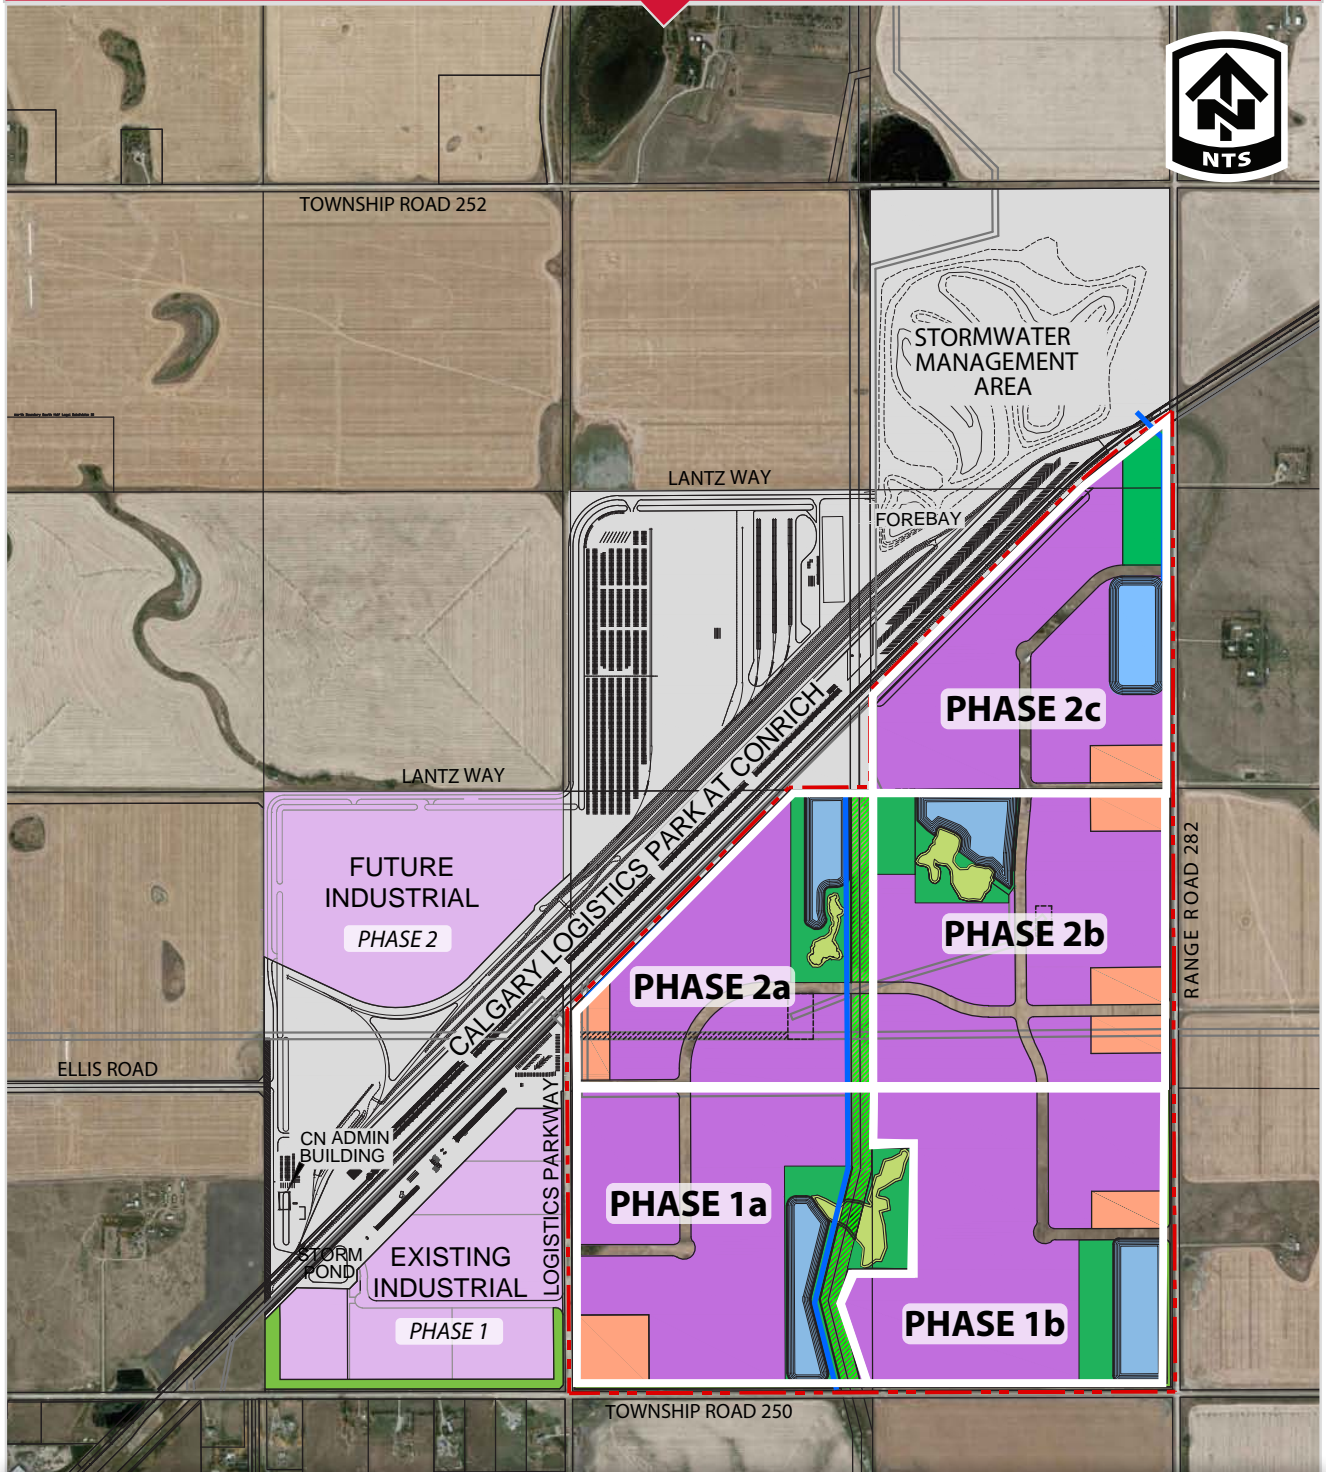 N
NTS
TOWNSHIP ROAD 252
STORMWATER
MANAGEMENT
AREA
LANTZ WAY
FOREBAY
PHASE 2c
CALGARY LOGISTICS PARK AT CONRICH
LANTZ WAY
FUTURE
INDUSTRIAL
PHASE 2
RANGE ROAD 282
PHASE 2b
PHASE 2a
ELLIS ROAD
CN ADMIN
BUILDING
LOGISTICS PARKWAY
PHASE 1a
STORM
POND
EXISTING
INDUSTRIAL
PHASE 1
PHASE 1b
TOWNSHIP ROAD 250